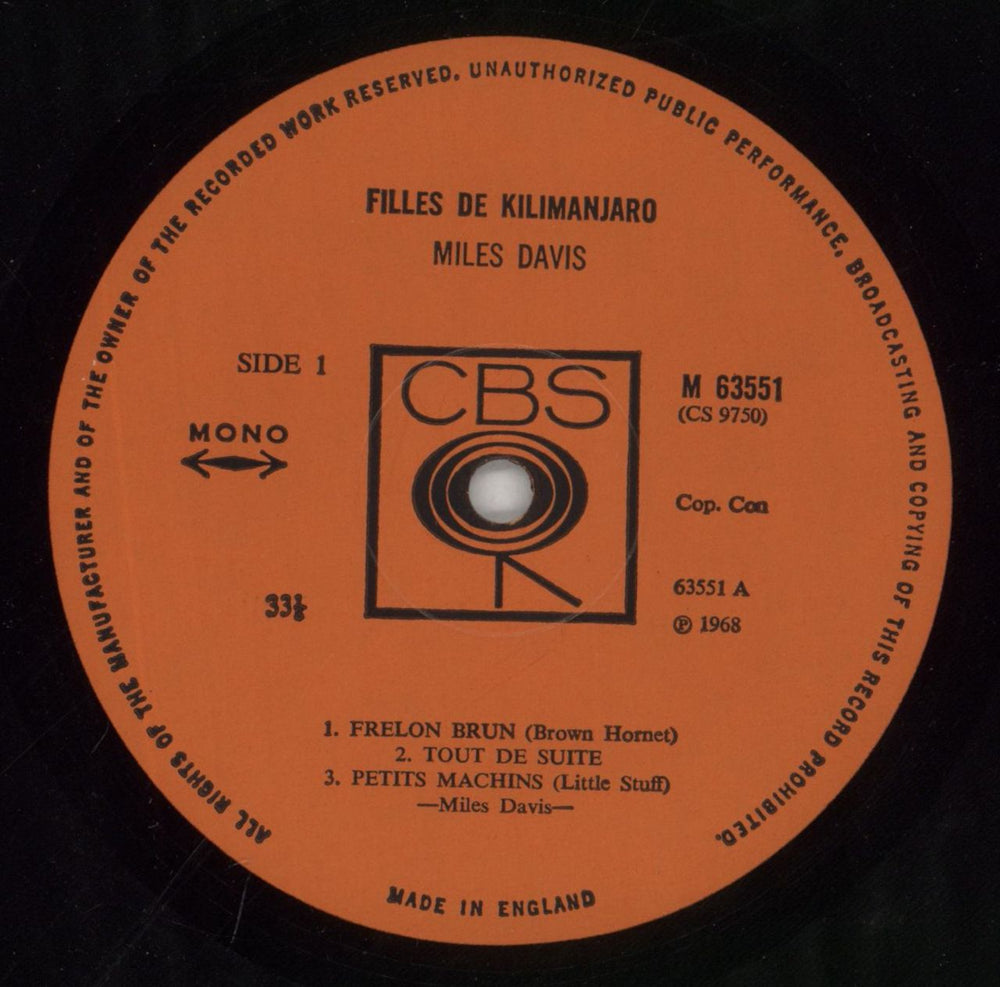 ALL RIGHTS OF THE MANUFACTURER AND OF THE OWNER OF THE RECORDED WORK RESERVED. UNAUTHORIZED PUBLIC PERFORMANCE, BROADCASTING AND COPYING OF THIS RECORD PROHIBITED.
FILLES DE KILIMANJARO
MILES DAVIS
SIDE 1
MONO
33⅓
CBS
M 63551
(CS 9750)
Cop. Con
63551 A
℗ 1968
1. FRELON BRUN (Brown Hornet)
2. TOUT DE SUITE
3. PETITS MACHINS (Little Stuff)
—Miles Davis—
MADE IN ENGLAND